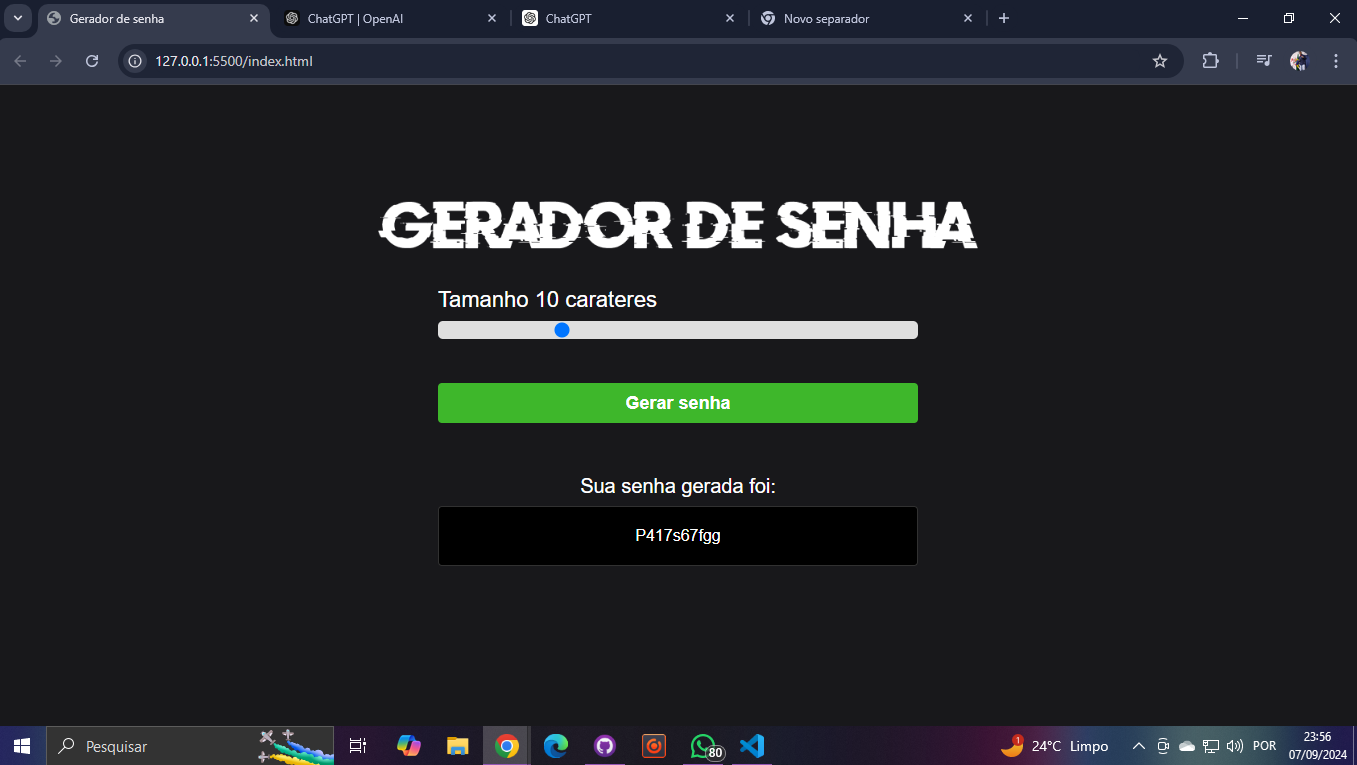 Gerador de senha
ChatGPT | OpenAI
ChatGPT
Novo separador
127.0.0.1:5500/index.html
GERADOR DE SENHA
Tamanho 10 carateres
Gerar senha
Sua senha gerada foi:
P417s67fgg
Pesquisar
80
1
24°C Limpo
POR
23:56
07/09/2024